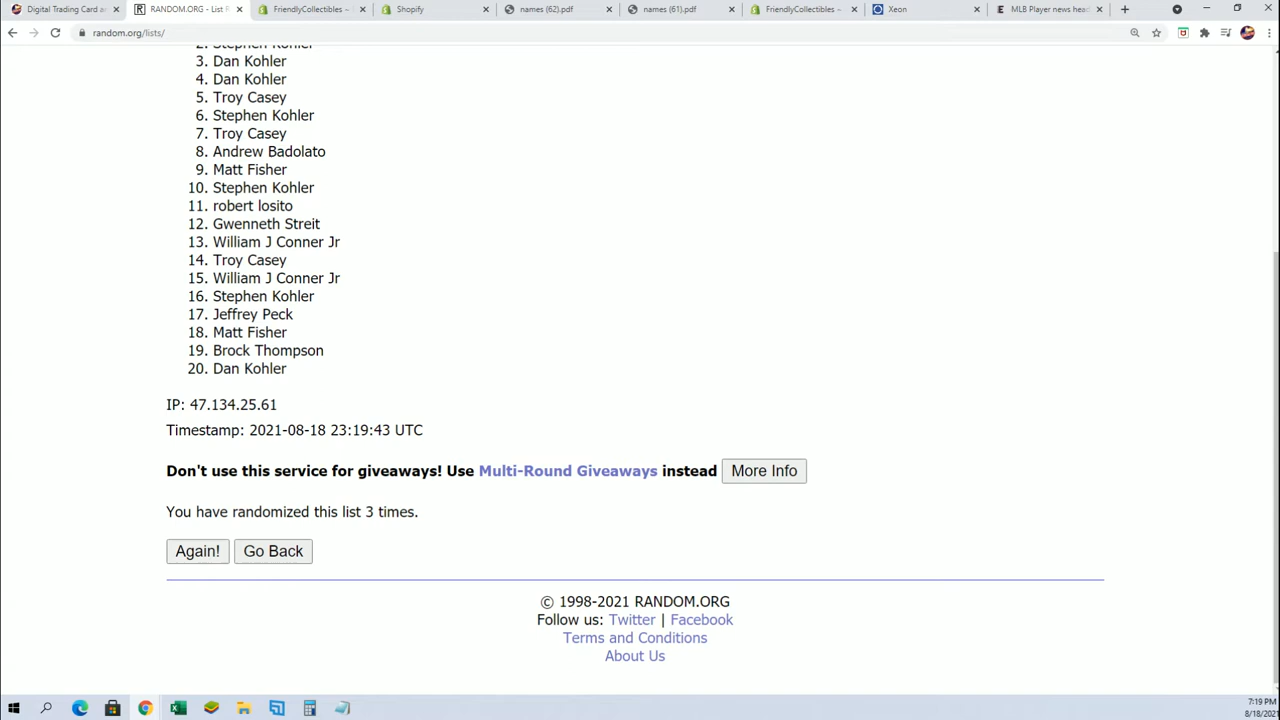 Digital Trading Card a
RANDOM.ORG - List R
FriendlyCollectibles -
Shopify
names (62).pdf
names (61).pdf
FriendlyCollectibles -
Xeon
MLB Player news head
random.org/lists/
2. Stephen Kohler
3. Dan Kohler
4. Dan Kohler
5. Troy Casey
6. Stephen Kohler
7. Troy Casey
8. Andrew Badolato
9. Matt Fisher
10. Stephen Kohler
11. robert losito
12. Gwenneth Streit
13. William J Conner Jr
14. Troy Casey
15. William J Conner Jr
16. Stephen Kohler
17. Jeffrey Peck
18. Matt Fisher
19. Brock Thompson
20. Dan Kohler
IP: 47.134.25.61
Timestamp: 2021-08-18 23:19:43 UTC
Don't use this service for giveaways! Use Multi-Round Giveaways instead More Info
You have randomized this list 3 times.
Again! Go Back
© 1998-2021 RANDOM.ORG
Follow us: Twitter | Facebook
Terms and Conditions
About Us
7:19 PM
8/18/2021